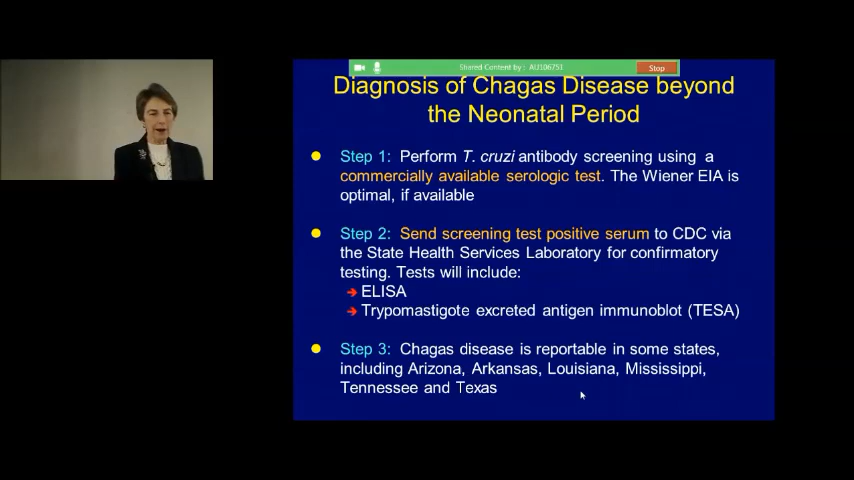 Shared Content by: AU106751
Stop
Diagnosis of Chagas Disease beyond
the Neonatal Period
Step 1: Perform T. cruzi antibody screening using a
commercially available serologic test. The Wiener EIA is
optimal, if available
Step 2: Send screening test positive serum to CDC via
the State Health Services Laboratory for confirmatory
testing. Tests will include:
ELISA
Trypomastigote excreted antigen immunoblot (TESA)
Step 3: Chagas disease is reportable in some states,
including Arizona, Arkansas, Louisiana, Mississippi,
Tennessee and Texas